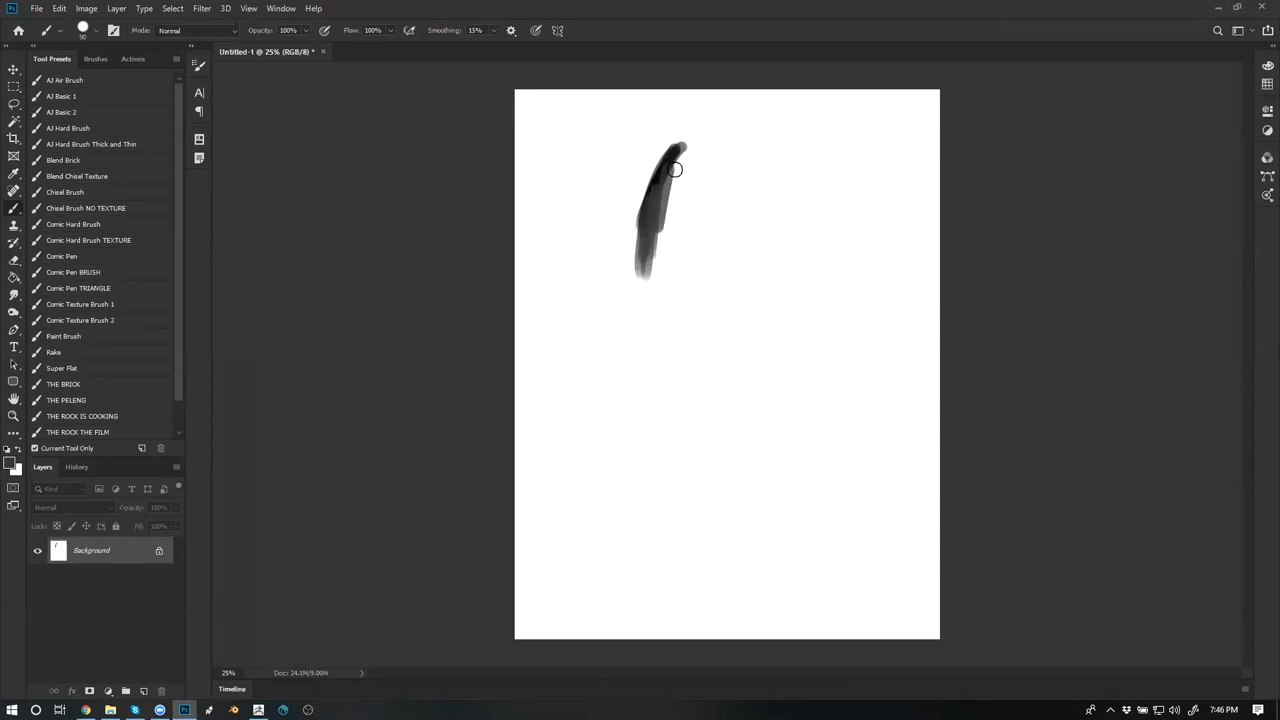 Ps File Edit Image Layer Type Select Filter 3D View Window Help
90 Mode: Normal Opacity: 100% Flow: 100% Smoothing: 15%
Untitled-1 @ 25% (RGB/8) *
Tool Presets Brushes Actions
AJ Air Brush
AJ Basic 1
AJ Basic 2
AJ Hard Brush
AJ Hard Brush Thick and Thin
Blend Brick
Blend Chisel Texture
Chisel Brush
Chisel Brush NO TEXTURE
Comic Hard Brush
Comic Hard Brush TEXTURE
Comic Pen
Comic Pen BRUSH
Comic Pen TRIANGLE
Comic Texture Brush 1
Comic Texture Brush 2
Paint Brush
Rake
Super Flat
THE BRICK
THE PELENG
THE ROCK IS COOKING
THE ROCK THE FILM
Current Tool Only
Layers History
Kind
Normal Opacity: 100%
Lock: Fill: 100%
Background
25% Doc: 24.1M/9.00M
Timeline
7:46 PM